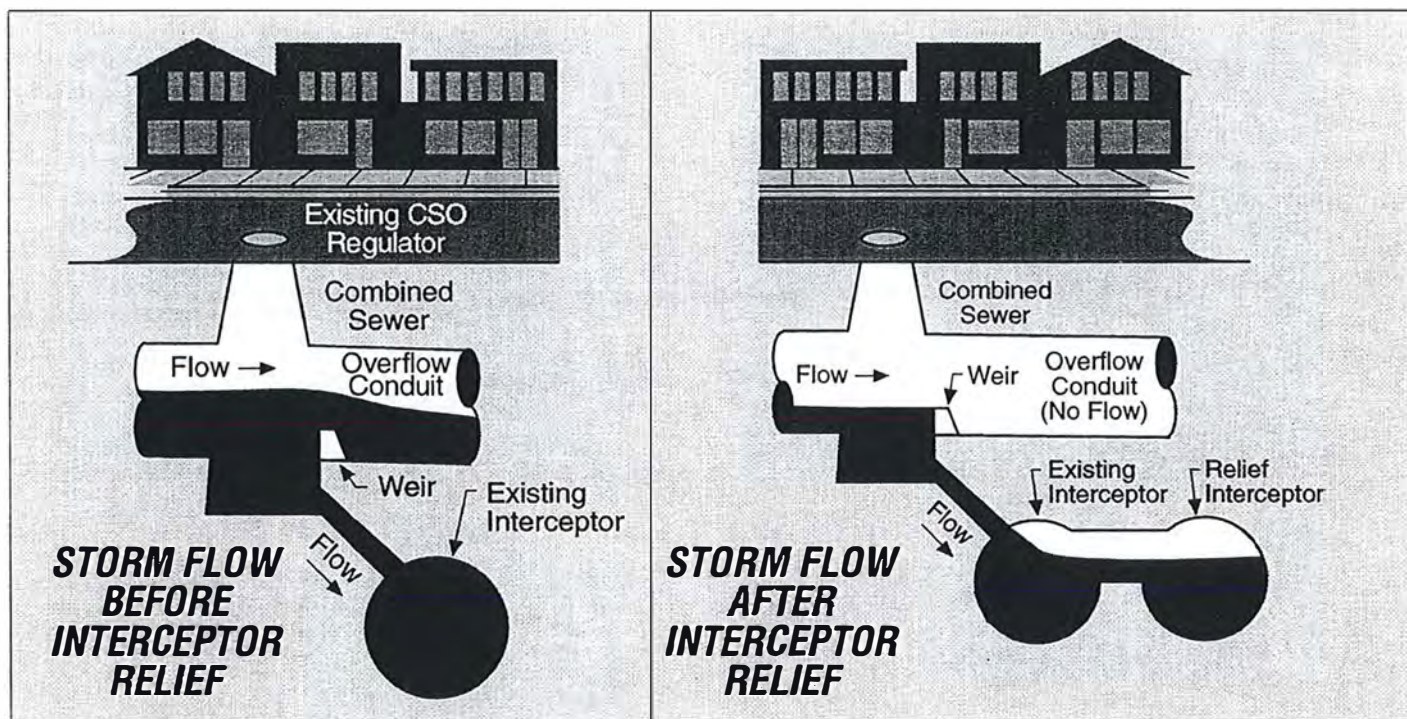 Existing CSO
Regulator
Combined
Sewer
Flow
Overflow
Conduit
Weir
Existing
Interceptor
Flow
STORM FLOW
BEFORE
INTERCEPTOR
RELIEF
Combined
Sewer
Flow
Weir
Overflow
Conduit
(No Flow)
Existing
Interceptor
Relief
Interceptor
Flow
STORM FLOW
AFTER
INTERCEPTOR
RELIEF